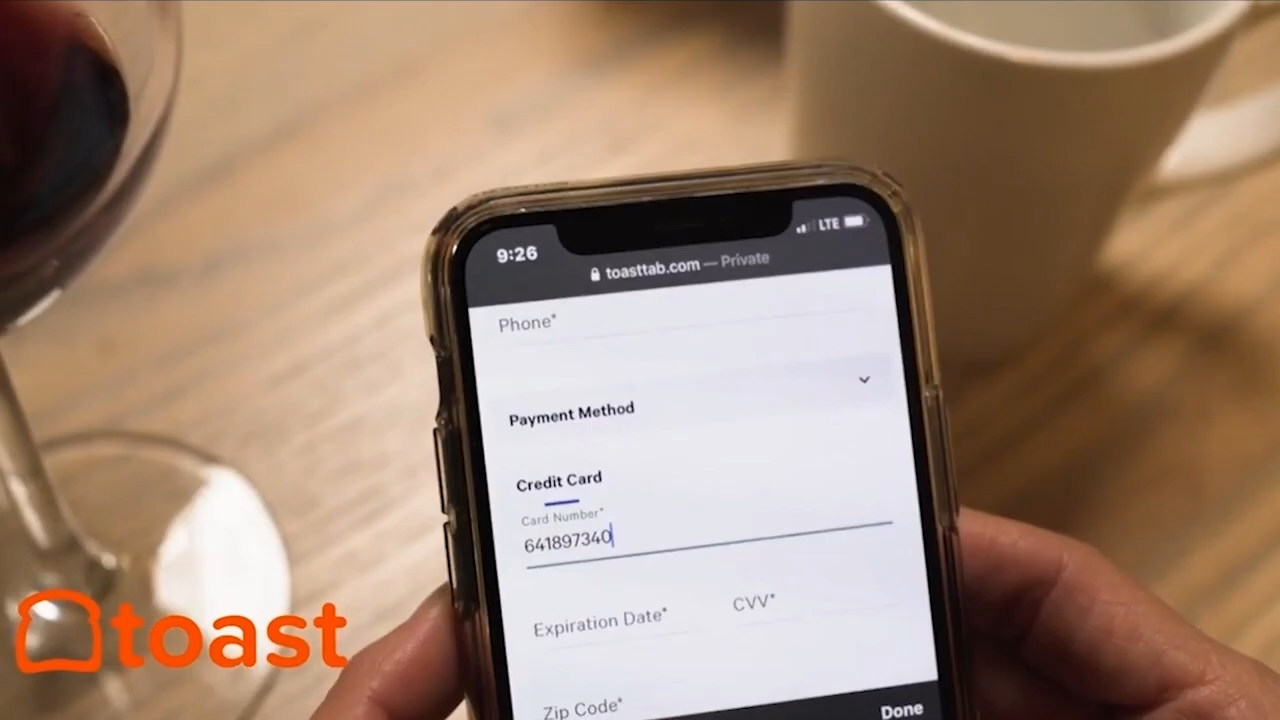 9:26
LTE
toasttab.com — Private
Phone*
Payment Method
Credit Card
Card Number*
641897340
Expiration Date*
CVV*
Zip Code*
Done
toast